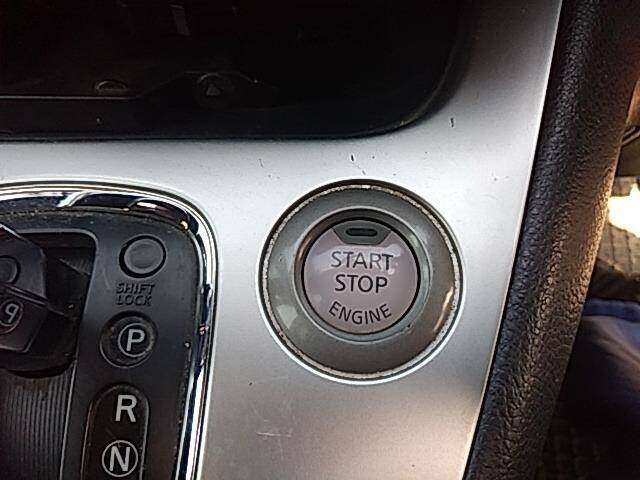 START
STOP
ENGINE
SHIFT
LOCK
P
R
N